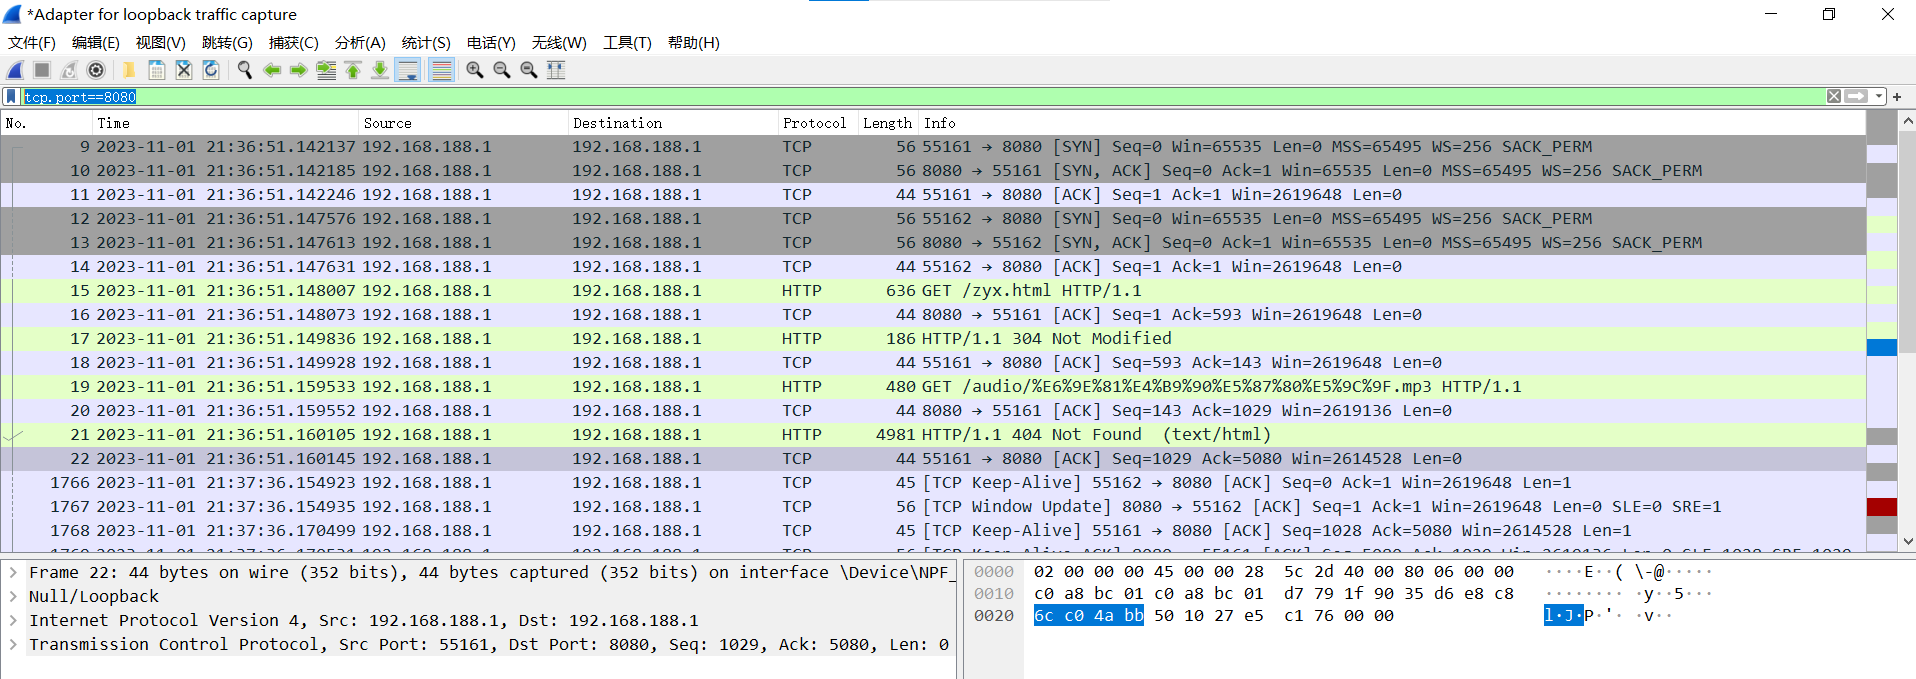 *Adapter for loopback traffic capture
文件(F) 编辑(E) 视图(V) 跳转(G) 捕获(C) 分析(A) 统计(S) 电话(Y) 无线(W) 工具(T) 帮助(H)
tcp.port==8080
No. Time Source Destination Protocol Length Info
9 2023-11-01 21:36:51.142137 192.168.188.1 192.168.188.1 TCP 56 55161 → 8080 [SYN] Seq=0 Win=65535 Len=0 MSS=65495 WS=256 SACK_PERM
10 2023-11-01 21:36:51.142185 192.168.188.1 192.168.188.1 TCP 56 8080 → 55161 [SYN, ACK] Seq=0 Ack=1 Win=65535 Len=0 MSS=65495 WS=256 SACK_PERM
11 2023-11-01 21:36:51.142246 192.168.188.1 192.168.188.1 TCP 44 55161 → 8080 [ACK] Seq=1 Ack=1 Win=2619648 Len=0
12 2023-11-01 21:36:51.147576 192.168.188.1 192.168.188.1 TCP 56 55162 → 8080 [SYN] Seq=0 Win=65535 Len=0 MSS=65495 WS=256 SACK_PERM
13 2023-11-01 21:36:51.147613 192.168.188.1 192.168.188.1 TCP 56 8080 → 55162 [SYN, ACK] Seq=0 Ack=1 Win=65535 Len=0 MSS=65495 WS=256 SACK_PERM
14 2023-11-01 21:36:51.147631 192.168.188.1 192.168.188.1 TCP 44 55162 → 8080 [ACK] Seq=1 Ack=1 Win=2619648 Len=0
15 2023-11-01 21:36:51.148007 192.168.188.1 192.168.188.1 HTTP 636 GET /zyx.html HTTP/1.1
16 2023-11-01 21:36:51.148073 192.168.188.1 192.168.188.1 TCP 44 8080 → 55161 [ACK] Seq=1 Ack=593 Win=2619648 Len=0
17 2023-11-01 21:36:51.149836 192.168.188.1 192.168.188.1 HTTP 186 HTTP/1.1 304 Not Modified
18 2023-11-01 21:36:51.149928 192.168.188.1 192.168.188.1 TCP 44 55161 → 8080 [ACK] Seq=593 Ack=143 Win=2619648 Len=0
19 2023-11-01 21:36:51.159533 192.168.188.1 192.168.188.1 HTTP 480 GET /audio/%E6%9E%81%E4%B9%90%E5%87%80%E5%9C%9F.mp3 HTTP/1.1
20 2023-11-01 21:36:51.159552 192.168.188.1 192.168.188.1 TCP 44 8080 → 55161 [ACK] Seq=143 Ack=1029 Win=2619136 Len=0
21 2023-11-01 21:36:51.160105 192.168.188.1 192.168.188.1 HTTP 4981 HTTP/1.1 404 Not Found (text/html)
22 2023-11-01 21:36:51.160145 192.168.188.1 192.168.188.1 TCP 44 55161 → 8080 [ACK] Seq=1029 Ack=5080 Win=2614528 Len=0
1766 2023-11-01 21:37:36.154923 192.168.188.1 192.168.188.1 TCP 45 [TCP Keep-Alive] 55162 → 8080 [ACK] Seq=0 Ack=1 Win=2619648 Len=1
1767 2023-11-01 21:37:36.154935 192.168.188.1 192.168.188.1 TCP 56 [TCP Window Update] 8080 → 55162 [ACK] Seq=1 Ack=1 Win=2619648 Len=0 SLE=0 SRE=1
1768 2023-11-01 21:37:36.170499 192.168.188.1 192.168.188.1 TCP 45 [TCP Keep-Alive] 55161 → 8080 [ACK] Seq=1028 Ack=5080 Win=2614528 Len=1
Frame 22: 44 bytes on wire (352 bits), 44 bytes captured (352 bits) on interface \Device\NPF_
Null/Loopback
Internet Protocol Version 4, Src: 192.168.188.1, Dst: 192.168.188.1
Transmission Control Protocol, Src Port: 55161, Dst Port: 8080, Seq: 1029, Ack: 5080, Len: 0
0000 02 00 00 00 45 00 00 28 5c 2d 40 00 80 06 00 00 ····E··( \-@·····
0010 c0 a8 bc 01 c0 a8 bc 01 d7 79 1f 90 35 d6 e8 c8 ········ ·y··5···
0020 6c c0 4a bb 50 10 27 e5 c1 76 00 00 l·J·P·'· ·v··